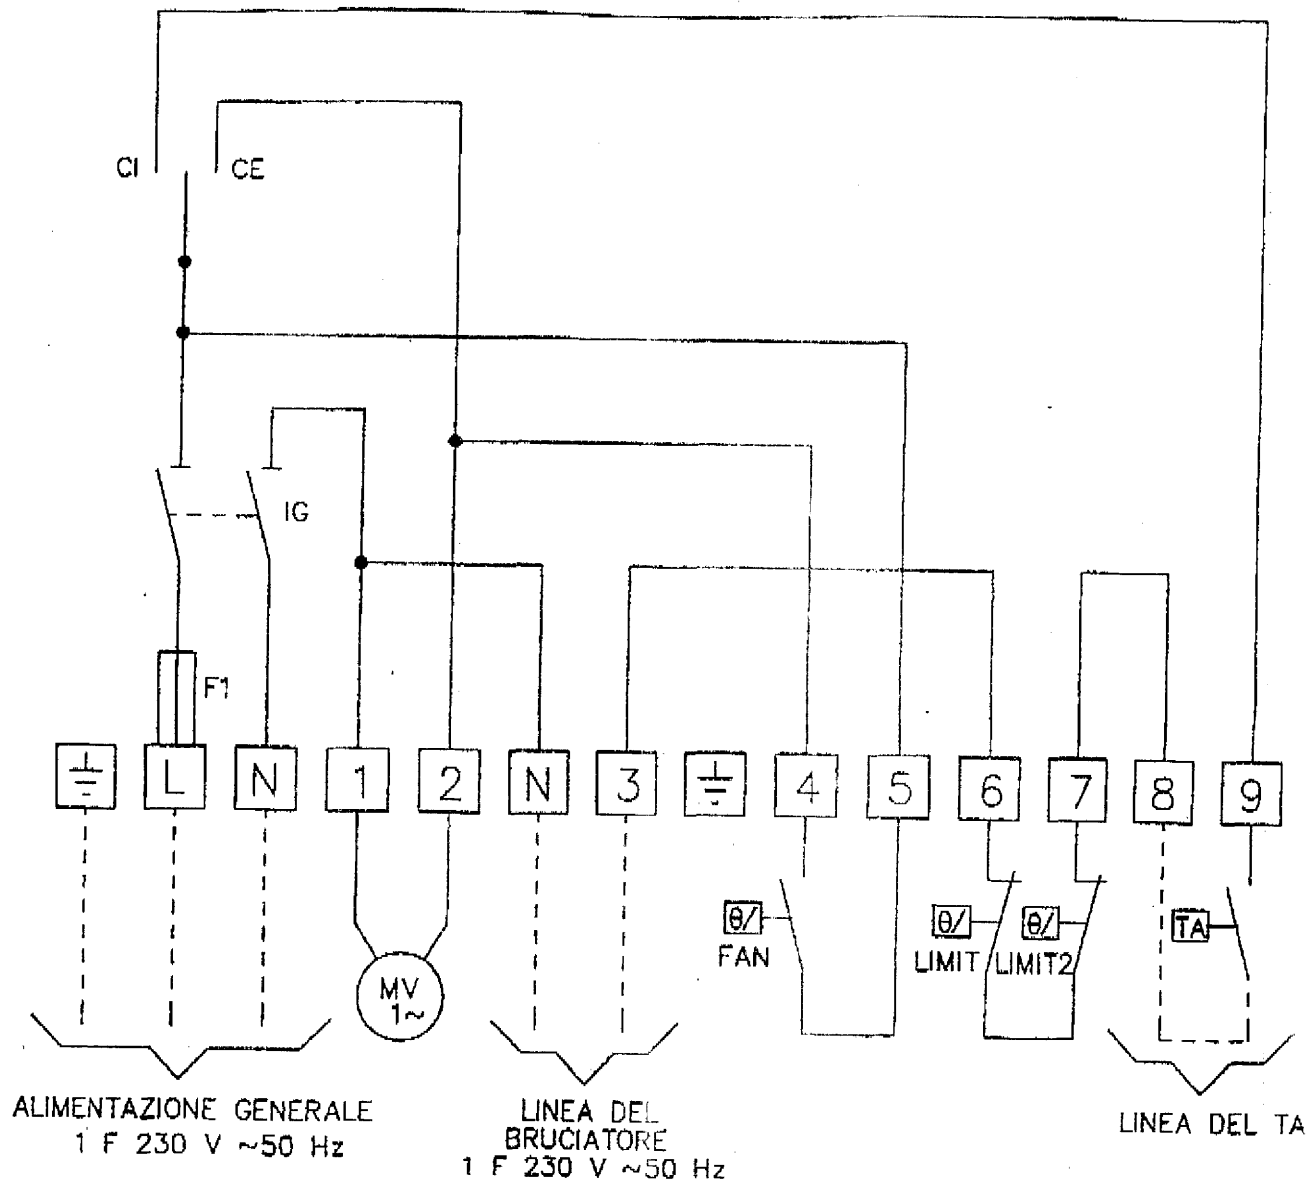 CI CE
IG
F1
L N 1 2 N 3 4 5 6 7 8 9
θ/ θ/ θ/ TA
FAN LIMIT LIMIT2
MV
1~
ALIMENTAZIONE GENERALE
1 F 230 V ~50 Hz
LINEA DEL
BRUCIATORE
1 F 230 V ~50 Hz
LINEA DEL TA